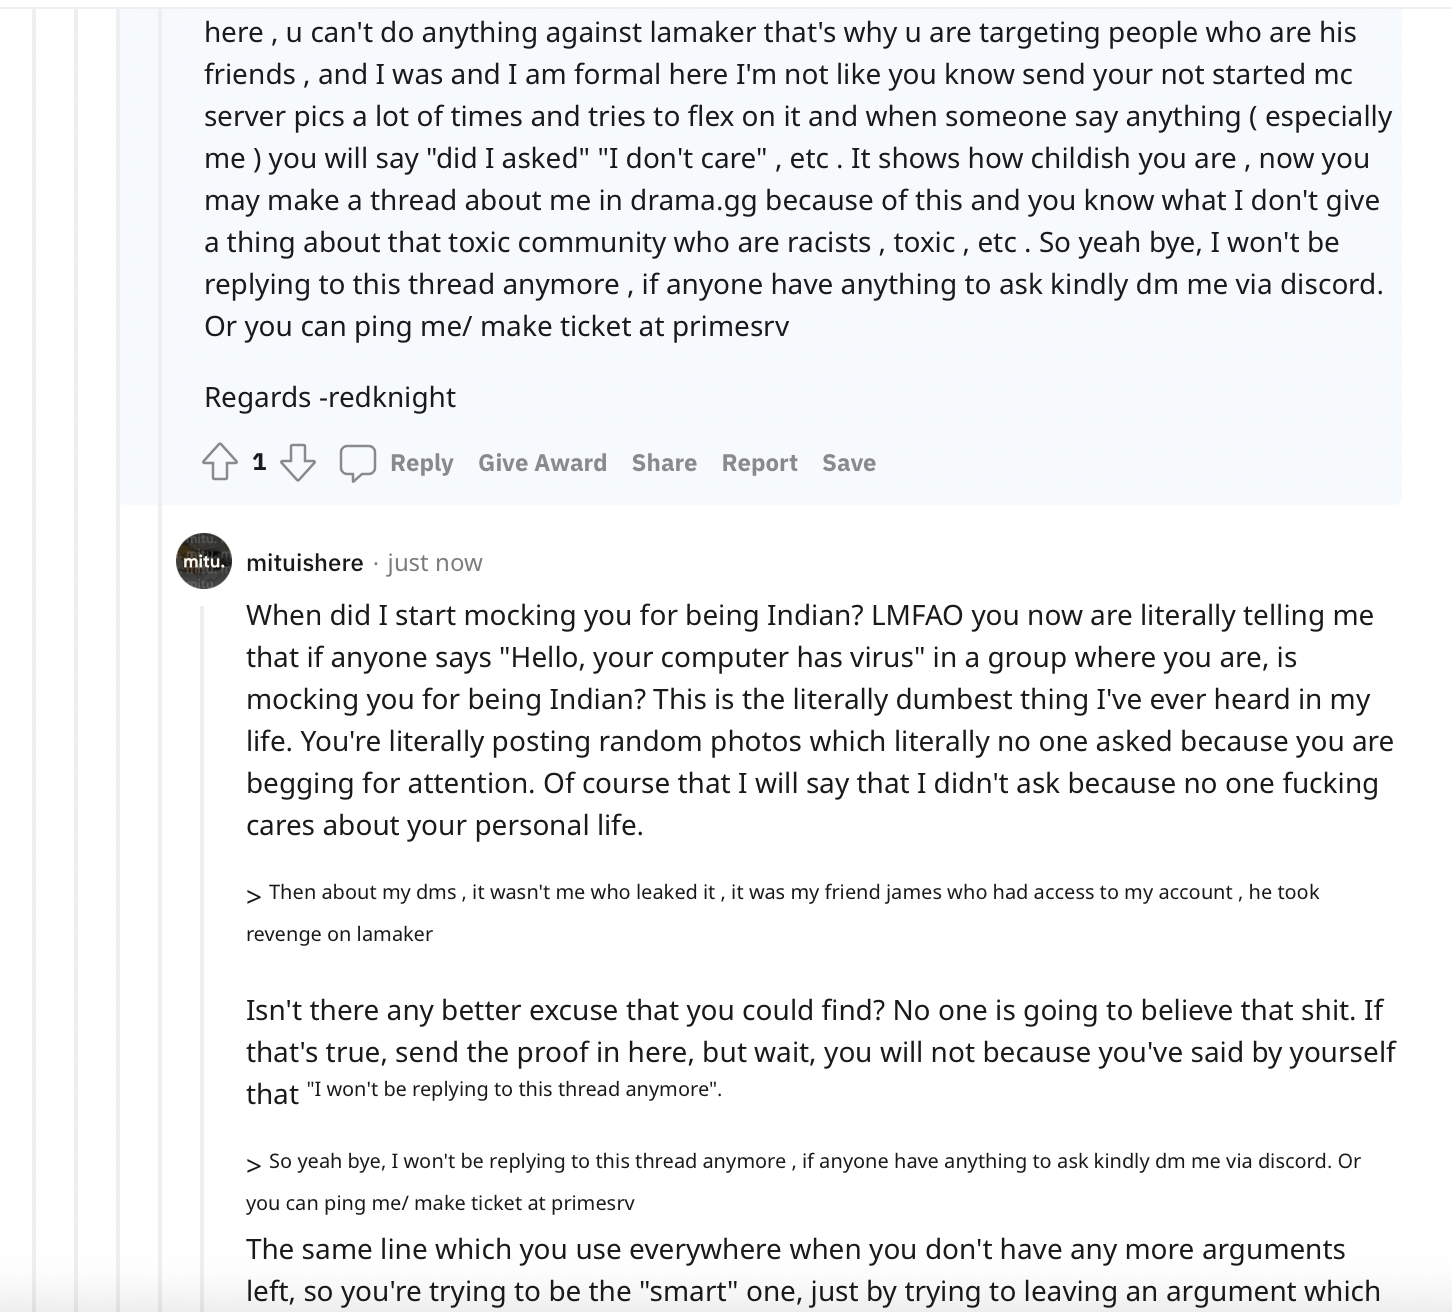 here , u can't do anything against lamaker that's why u are targeting people who are his
friends , and I was and I am formal here I'm not like you know send your not started mc
server pics a lot of times and tries to flex on it and when someone say anything ( especially
me ) you will say "did I asked" "I don't care" , etc . It shows how childish you are , now you
may make a thread about me in drama.gg because of this and you know what I don't give
a thing about that toxic community who are racists , toxic , etc . So yeah bye, I won't be
replying to this thread anymore , if anyone have anything to ask kindly dm me via discord.
Or you can ping me/ make ticket at primesrv
Regards -redknight
1 Reply Give Award Share Report Save
mitu. mituishere · just now
When did I start mocking you for being Indian? LMFAO you now are literally telling me
that if anyone says "Hello, your computer has virus" in a group where you are, is
mocking you for being Indian? This is the literally dumbest thing I've ever heard in my
life. You're literally posting random photos which literally no one asked because you are
begging for attention. Of course that I will say that I didn't ask because no one fucking
cares about your personal life.
> Then about my dms , it wasn't me who leaked it , it was my friend james who had access to my account , he took
revenge on lamaker
Isn't there any better excuse that you could find? No one is going to believe that shit. If
that's true, send the proof in here, but wait, you will not because you've said by yourself
that "I won't be replying to this thread anymore".
> So yeah bye, I won't be replying to this thread anymore , if anyone have anything to ask kindly dm me via discord. Or
you can ping me/ make ticket at primesrv
The same line which you use everywhere when you don't have any more arguments
left, so you're trying to be the "smart" one, just by trying to leaving an argument which